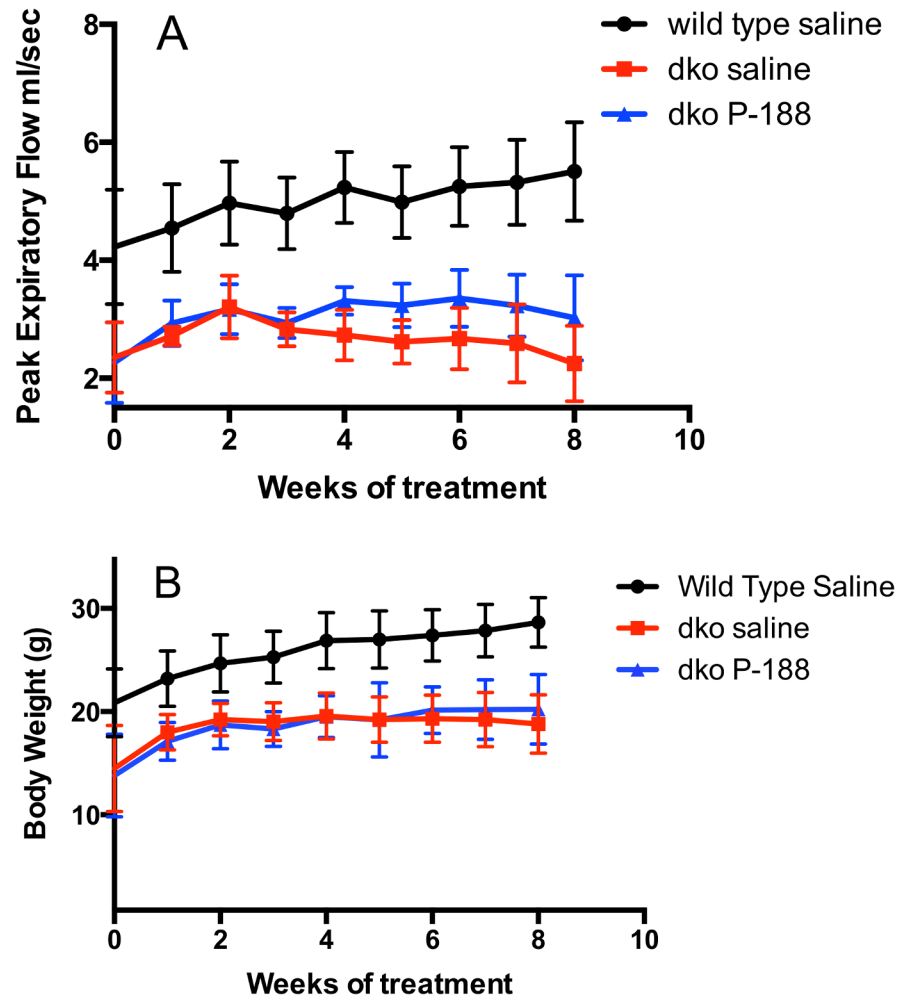 A
wild type saline
dko saline
dko P-188
Peak Expiratory Flow ml/sec
8
6
4
2
0 2 4 6 8 10
Weeks of treatment
B
Wild Type Saline
dko saline
dko P-188
Body Weight (g)
30
20
10
0 2 4 6 8 10
Weeks of treatment